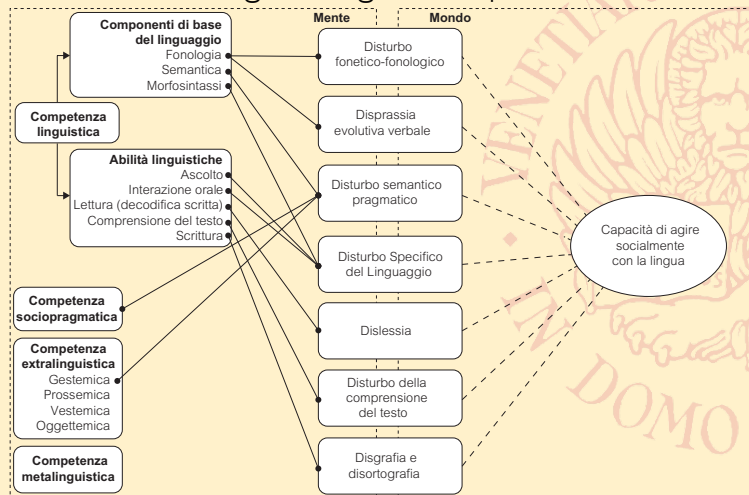 Mente
Mondo
Componenti di base
del linguaggio
Fonologia
Semantica
Morfosintassi
Competenza
linguistica
Abilità linguistiche
Ascolto
Interazione orale
Lettura (decodifica scritta)
Comprensione del testo
Scrittura
Competenza
sociopragmatica
Competenza
extralinguistica
Gestemica
Prossemica
Vestemica
Oggettemica
Competenza
metalinguistica
Disturbo
fonetico-fonologico
Disprassia
evolutiva verbale
Disturbo semantico
pragmatico
Disturbo Specifico
del Linguaggio
Dislessia
Disturbo della
comprensione
del testo
Disgrafia e
disortografia
Capacità di agire
socialmente
con la lingua
IN DOMO